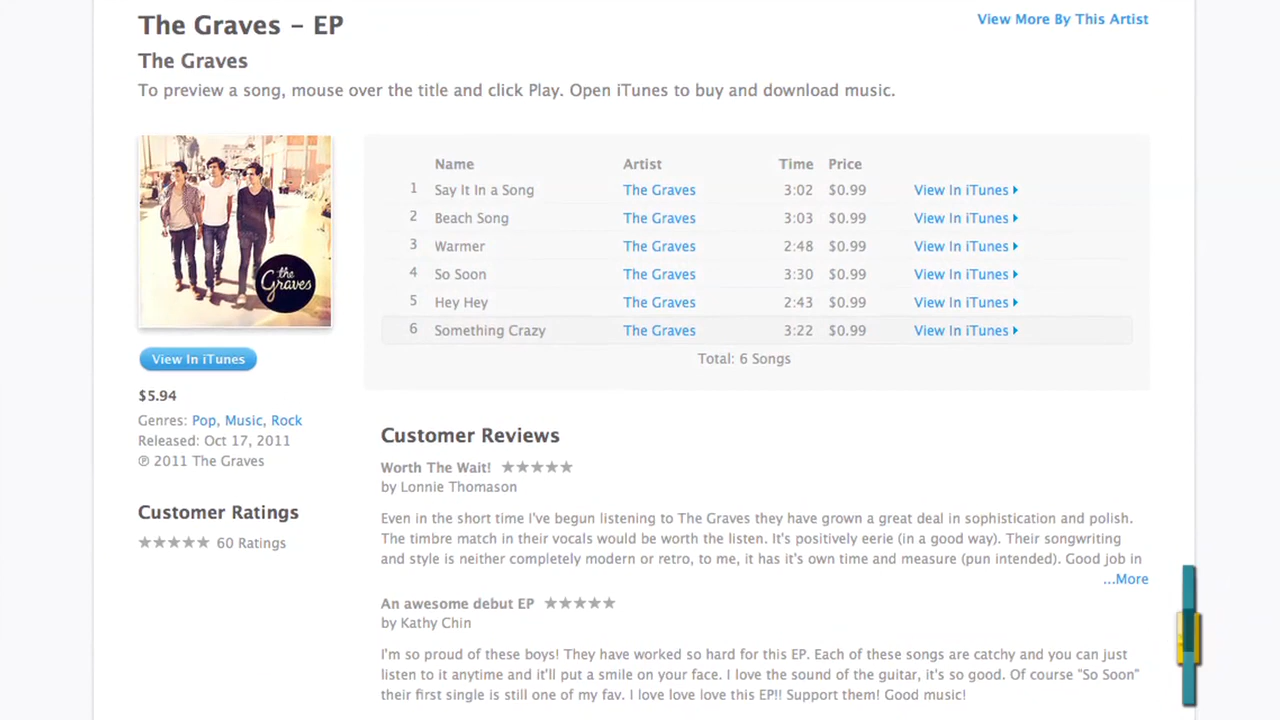 The Graves – EP
View More By This Artist
The Graves
To preview a song, mouse over the title and click Play. Open iTunes to buy and download music.
the Graves
Name Artist Time Price
1 Say It In a Song The Graves 3:02 $0.99 View In iTunes
2 Beach Song The Graves 3:03 $0.99 View In iTunes
3 Warmer The Graves 2:48 $0.99 View In iTunes
4 So Soon The Graves 3:30 $0.99 View In iTunes
5 Hey Hey The Graves 2:43 $0.99 View In iTunes
6 Something Crazy The Graves 3:22 $0.99 View In iTunes
Total: 6 Songs
View In iTunes
$5.94
Genres: Pop, Music, Rock
Released: Oct 17, 2011
℗ 2011 The Graves
Customer Ratings
★★★★★ 60 Ratings
Customer Reviews
Worth The Wait! ★★★★★
by Lonnie Thomason
Even in the short time I've begun listening to The Graves they have grown a great deal in sophistication and polish.
The timbre match in their vocals would be worth the listen. It's positively eerie (in a good way). Their songwriting
and style is neither completely modern or retro, to me, it has it's own time and measure (pun intended). Good job in
...More
An awesome debut EP ★★★★★
by Kathy Chin
I'm so proud of these boys! They have worked so hard for this EP. Each of these songs are catchy and you can just
listen to it anytime and it'll put a smile on your face. I love the sound of the guitar, it's so good. Of course "So Soon"
their first single is still one of my fav. I love love love this EP!! Support them! Good music!